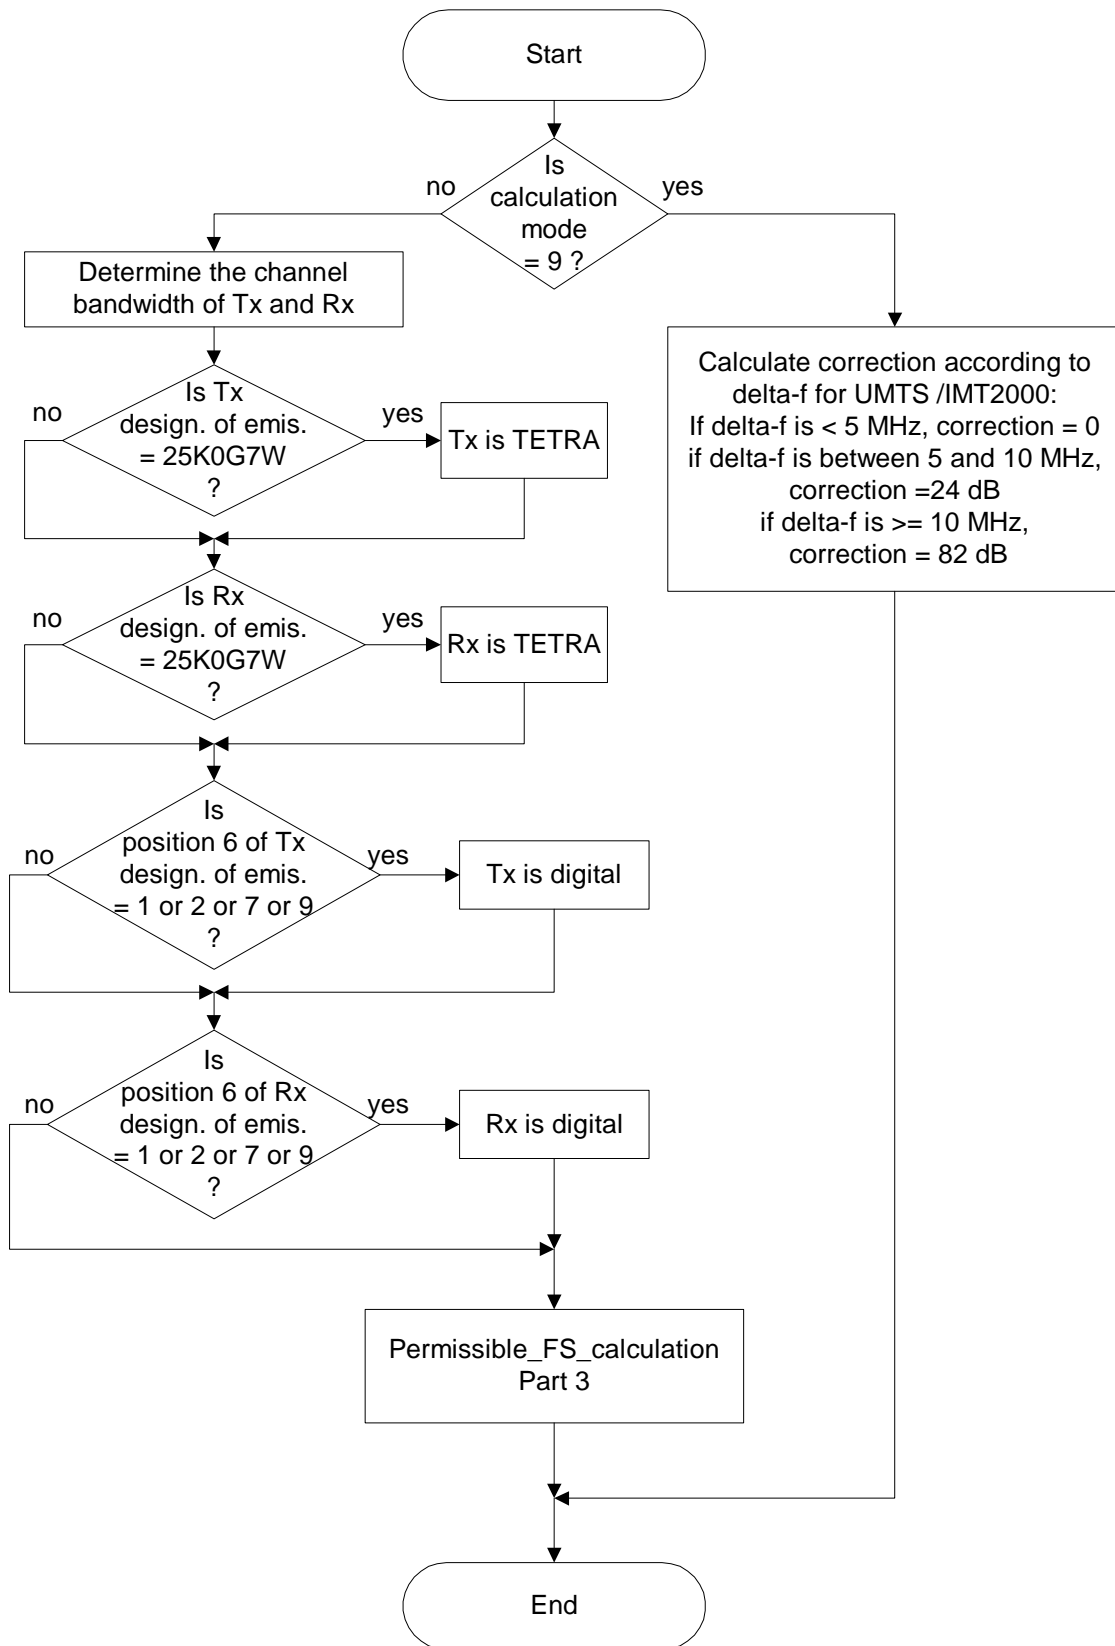 Start
Is
calculation
mode
= 9 ?
no
yes
Determine the channel
bandwidth of Tx and Rx
Calculate correction according to
delta-f for UMTS /IMT2000:
If delta-f is < 5 MHz, correction = 0
if delta-f is between 5 and 10 MHz,
correction =24 dB
if delta-f is >= 10 MHz,
correction = 82 dB
Is Tx
design. of emis.
= 25K0G7W
?
no
yes
Tx is TETRA
Is Rx
design. of emis.
= 25K0G7W
?
no
yes
Rx is TETRA
Is
position 6 of Tx
design. of emis.
= 1 or 2 or 7 or 9
?
no
yes
Tx is digital
Is
position 6 of Rx
design. of emis.
= 1 or 2 or 7 or 9
?
no
yes
Rx is digital
Permissible_FS_calculation
Part 3
End